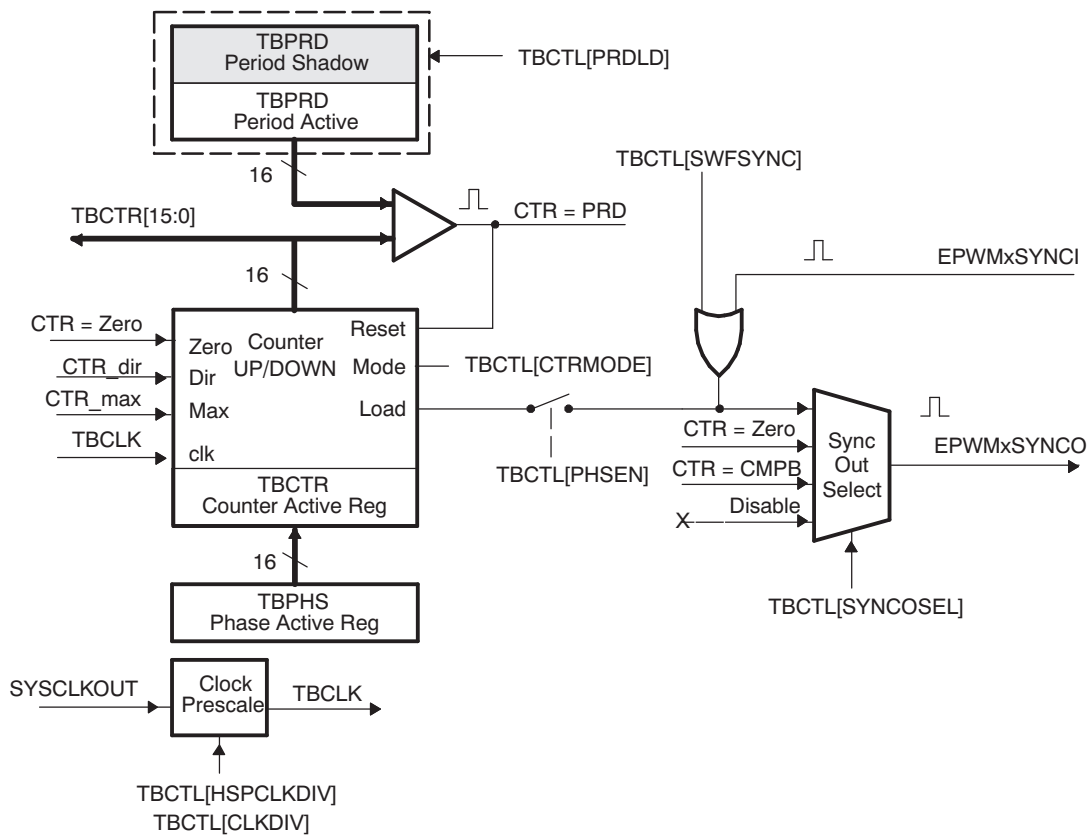 TBPRD
Period Shadow
TBPRD
Period Active
TBCTL[PRDLD]
16
TBCTL[SWFSYNC]
TBCTR[15:0]
CTR = PRD
EPWMxSYNCI
16
CTR = Zero
CTR_dir
CTR_max
TBCLK
Zero
Dir
Max
clk
Counter
UP/DOWN
Reset
Mode
Load
TBCTL[CTRMODE]
TBCTR
Counter Active Reg
TBCTL[PHSEN]
CTR = Zero
CTR = CMPB
Disable
X
Sync
Out
Select
EPWMxSYNCO
TBCTL[SYNCOSEL]
16
TBPHS
Phase Active Reg
SYSCLKOUT
Clock
Prescale
TBCLK
TBCTL[HSPCLKDIV]
TBCTL[CLKDIV]